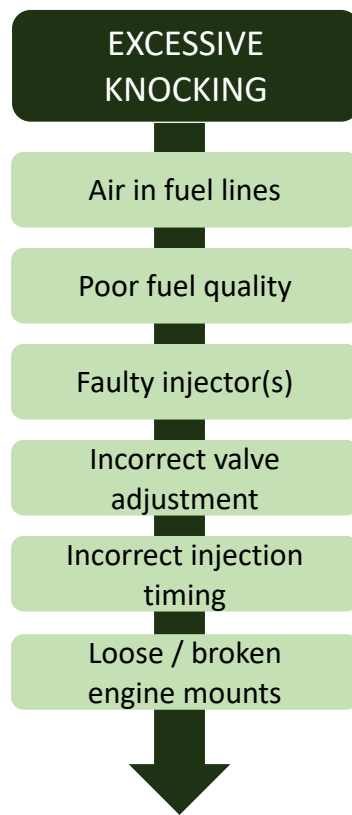 EXCESSIVE
KNOCKING
Air in fuel lines
Poor fuel quality
Faulty injector(s)
Incorrect valve
adjustment
Incorrect injection
timing
Loose / broken
engine mounts